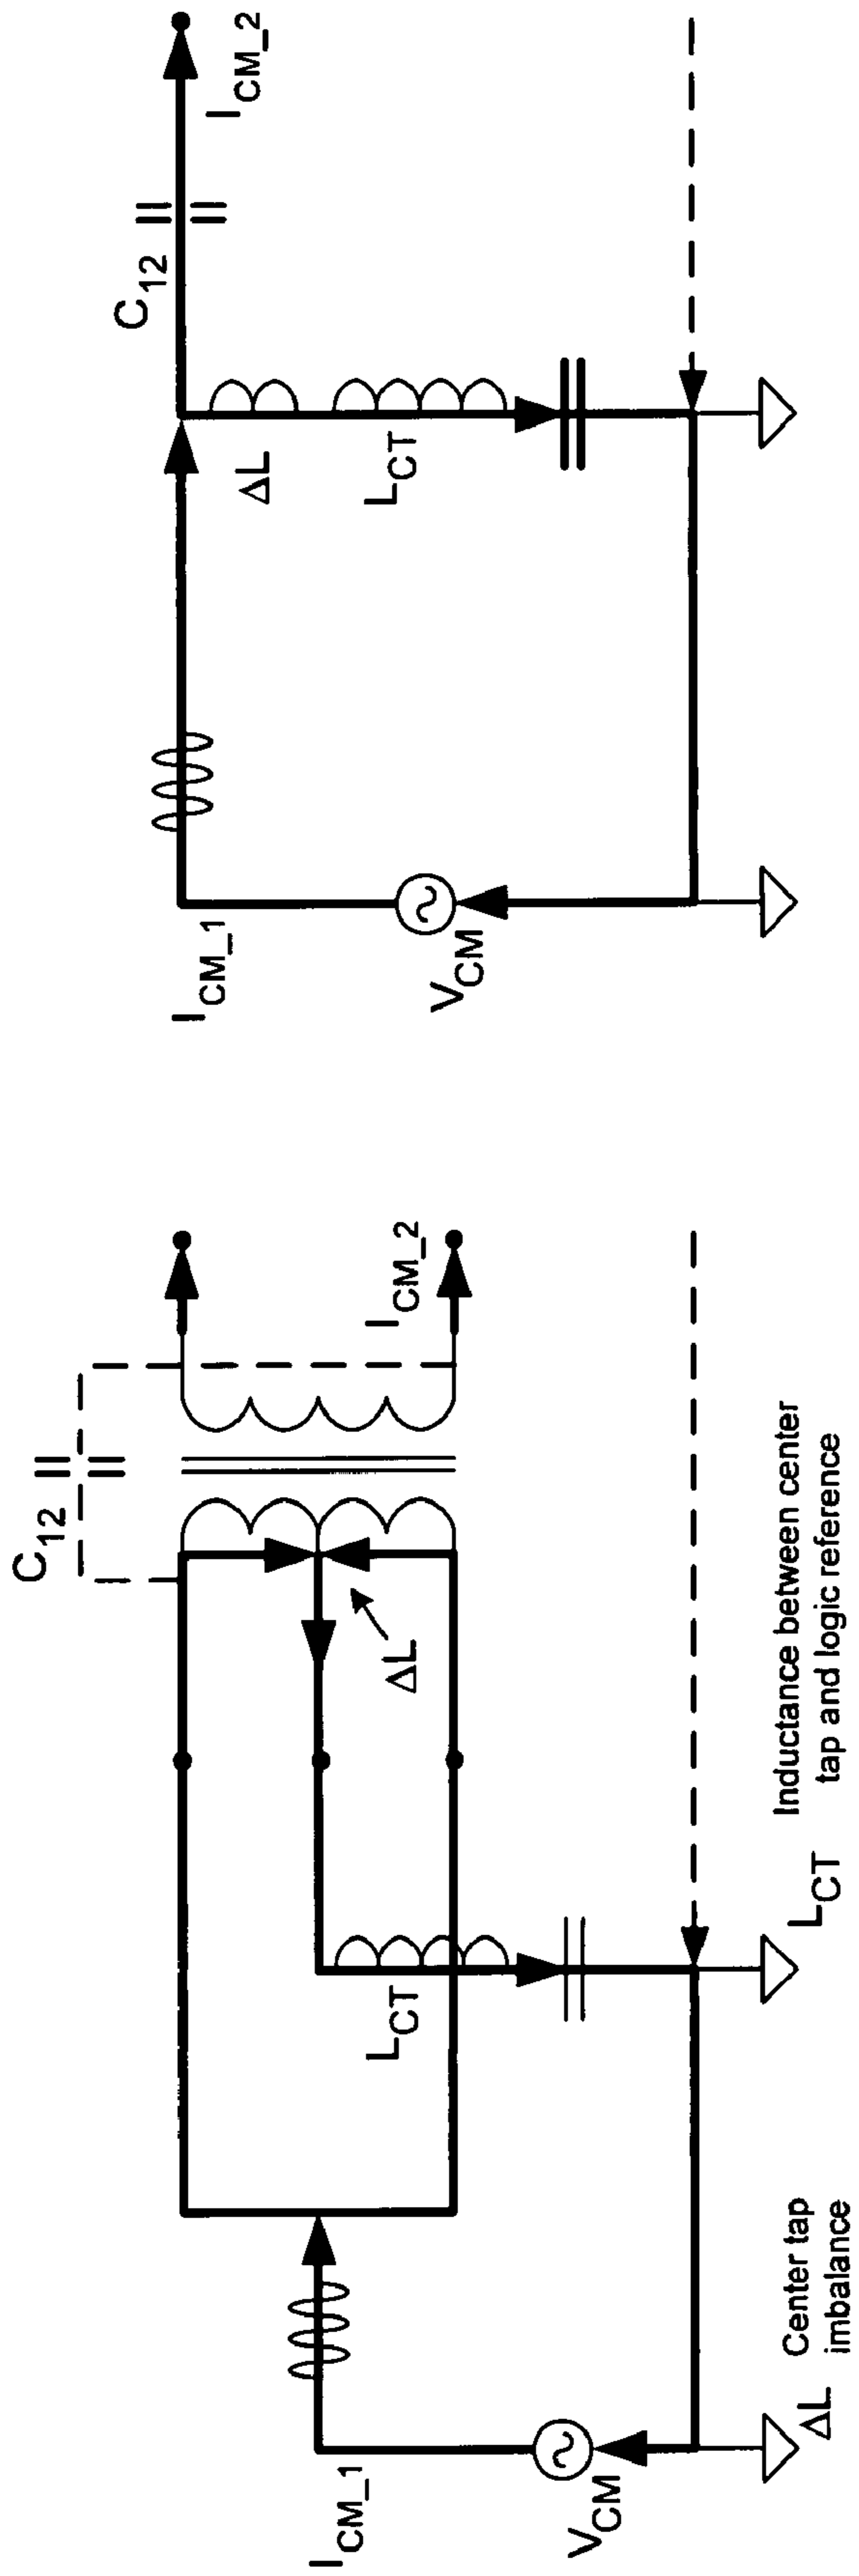 C12
ICM_1
ΔL
ICM_2
LCT
VCM
ΔL Center tap
imbalance
LCT Inductance between center
tap and logic reference
C12
ICM_1
ΔL
ICM_2
LCT
VCM